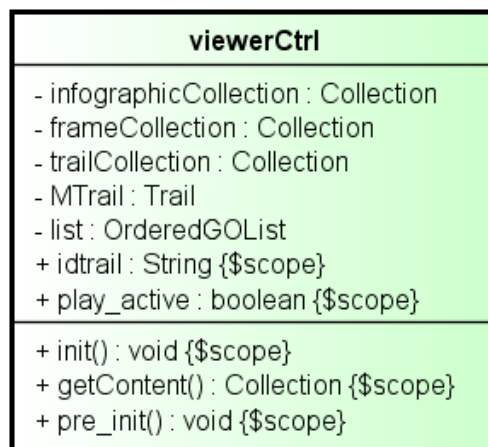 viewerCtrl
- infographicCollection : Collection
- frameCollection : Collection
- trailCollection : Collection
- MTrail : Trail
- list : OrderedGOList
+ idtrail : String {$scope}
+ play_active : boolean {$scope}
+ init() : void {$scope}
+ getContent() : Collection {$scope}
+ pre_init() : void {$scope}